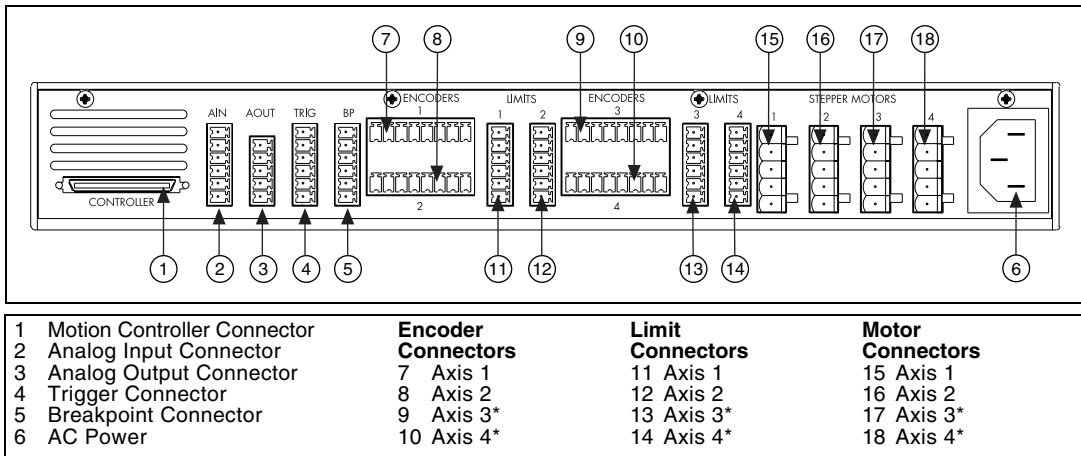 7 8 9 10 15 16 17 18
ENCODERS LIMITS ENCODERS LIMITS STEPPER MOTORS
AIN AOUT TRIG BP 1 1 2 3 3 4 1 2 3 4
CONTROLLER 2 4
1 2 3 4 5 11 12 13 14 6
1 Motion Controller Connector
2 Analog Input Connector
3 Analog Output Connector
4 Trigger Connector
5 Breakpoint Connector
6 AC Power
Encoder
Connectors
7 Axis 1
8 Axis 2
9 Axis 3*
10 Axis 4*
Limit
Connectors
11 Axis 1
12 Axis 2
13 Axis 3*
14 Axis 4*
Motor
Connectors
15 Axis 1
16 Axis 2
17 Axis 3*
18 Axis 4*